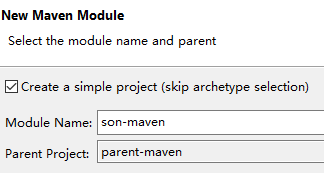 New Maven Module
Select the module name and parent
Create a simple project (skip archetype selection)
Module Name: son-maven
Parent Project: parent-maven